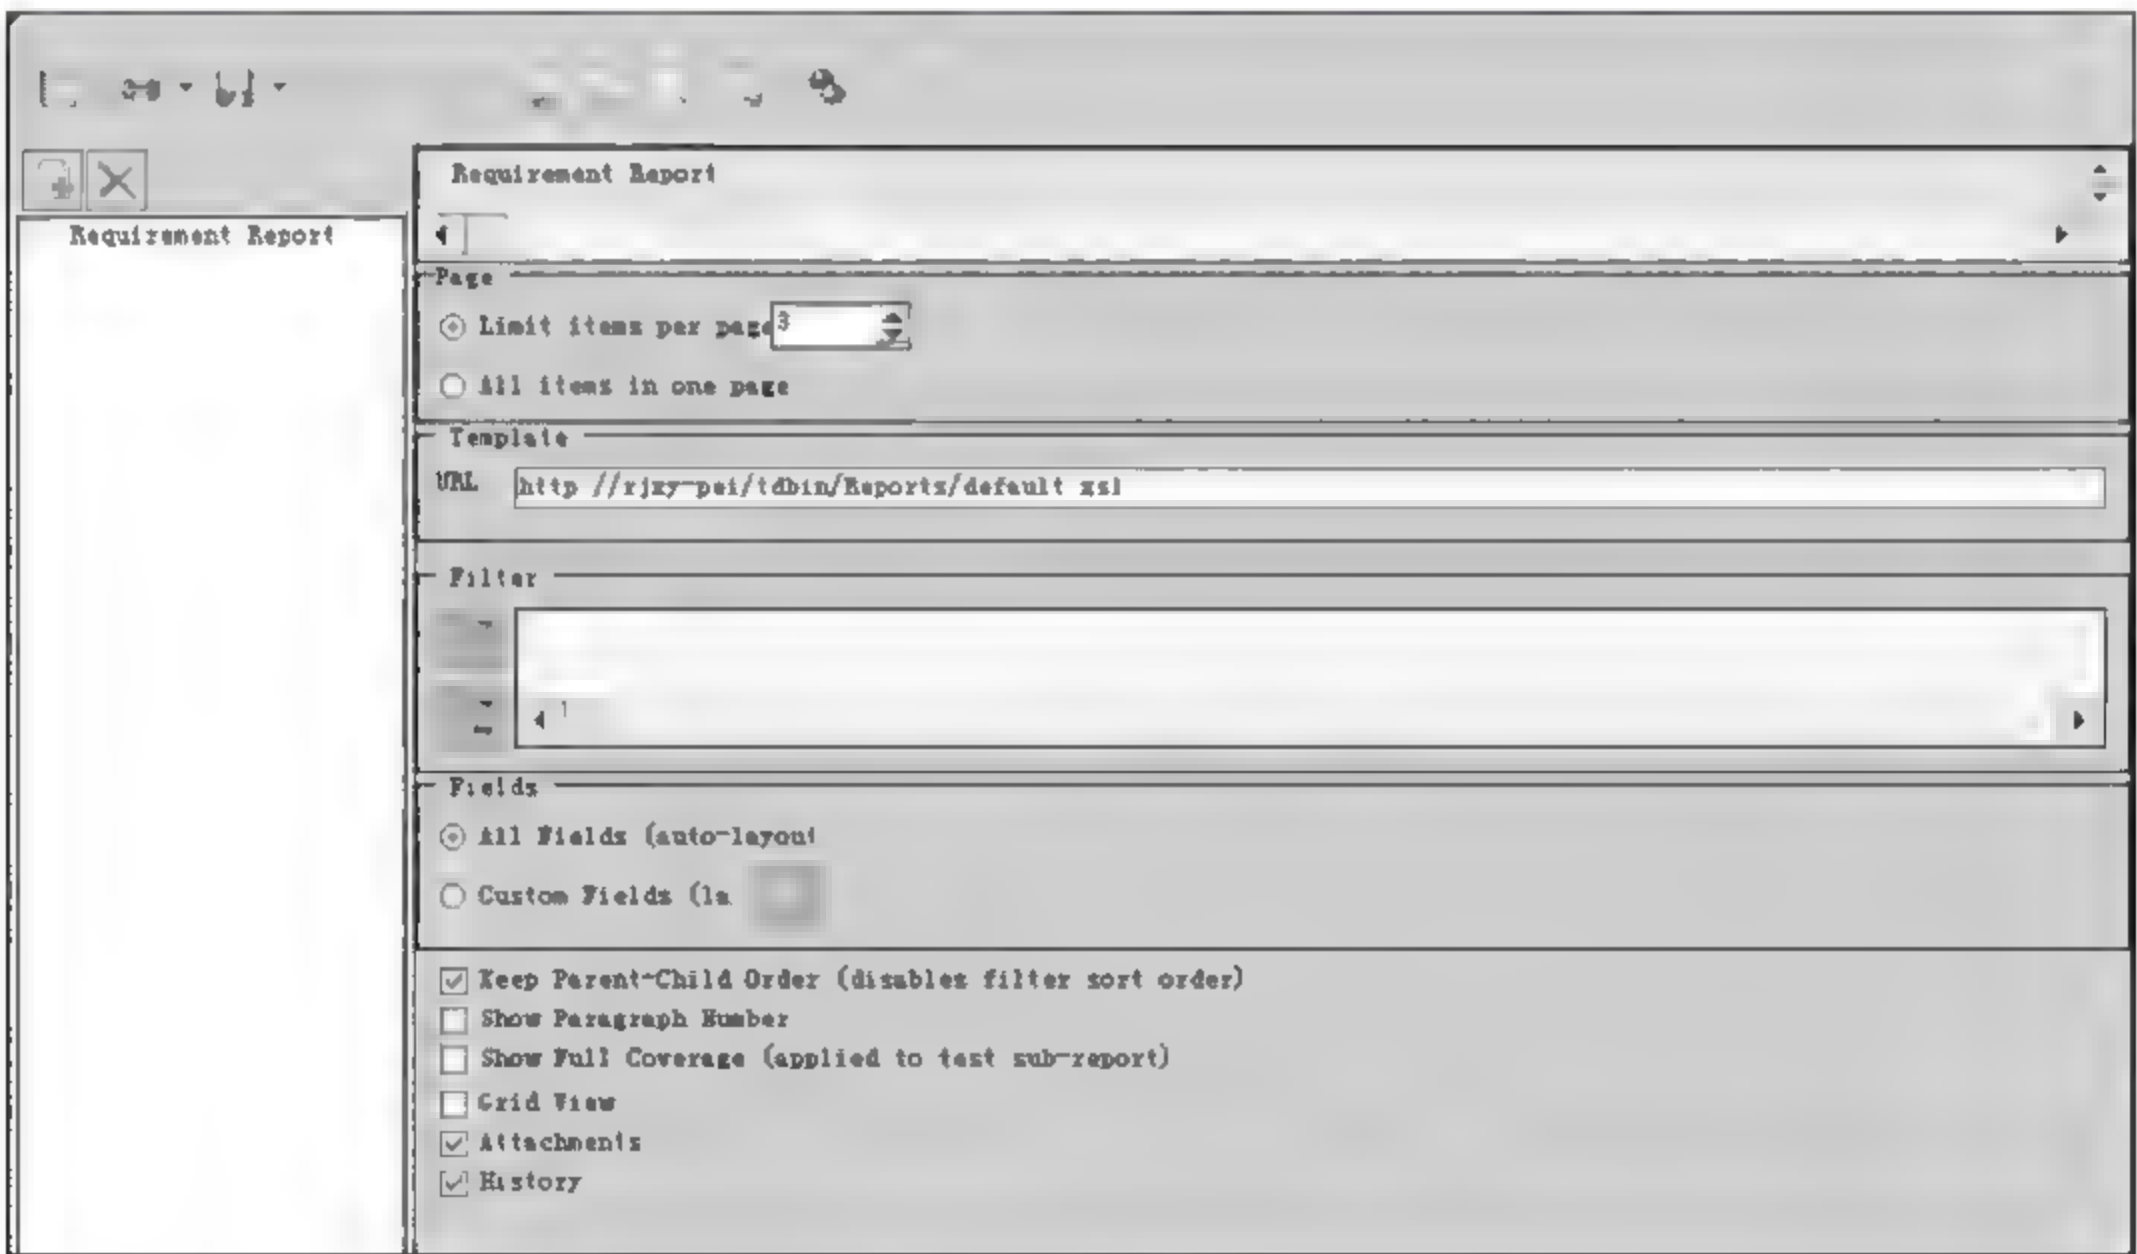 Requirement Report
Requirement Report
Page
Limit items per page
3
All items in one page
Template
URL
http //rjxy-pei/tdbin/Reports/default xsl
Filter
Fields
All Fields (auto-layout
Custom Fields (la
Keep Parent-Child Order (disables filter sort order)
Show Paragraph Number
Show Full Coverage (applied to test sub-report)
Grid View
Attachments
History